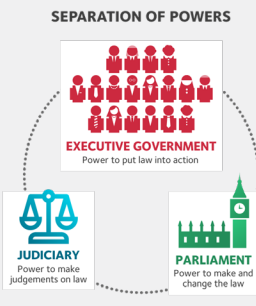 SEPARATION OF POWERS
EXECUTIVE GOVERNMENT
Power to put law into action
JUDICIARY
Power to make
judgements on law
PARLIAMENT
Power to make and
change the law